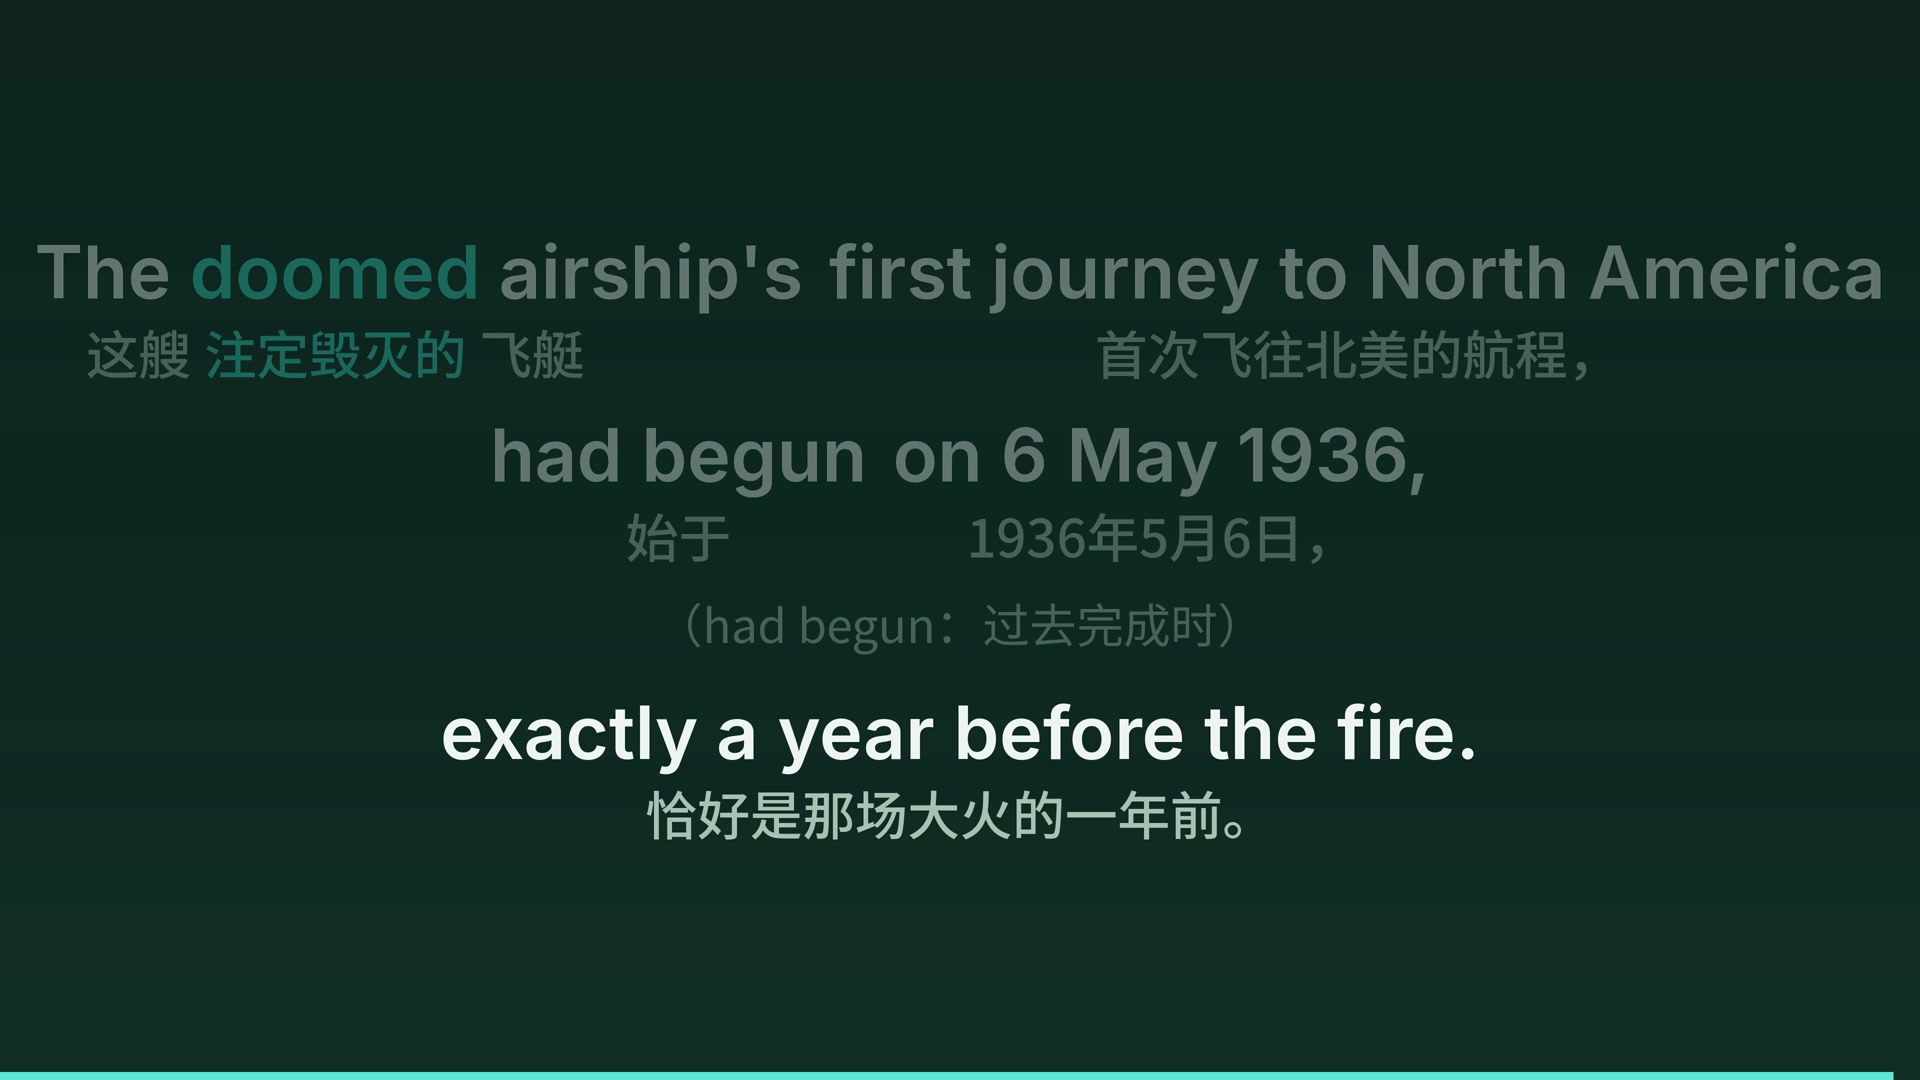 The doomed airship's first journey to North America
这艘 注定毁灭的 飞艇 首次飞往北美的航程，
had begun on 6 May 1936,
始于 1936年5月6日，
（had begun：过去完成时）
exactly a year before the fire.
恰好是那场大火的一年前。